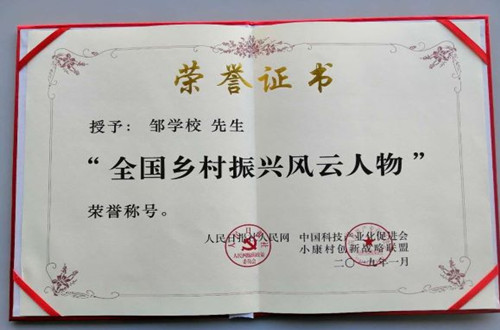 荣誉证书
授予：邹学校 先生
“全国乡村振兴风云人物”
荣誉称号。
人民日报社人民网 中国科技产业化促进会
小康村创新战略联盟
二〇一九年一月